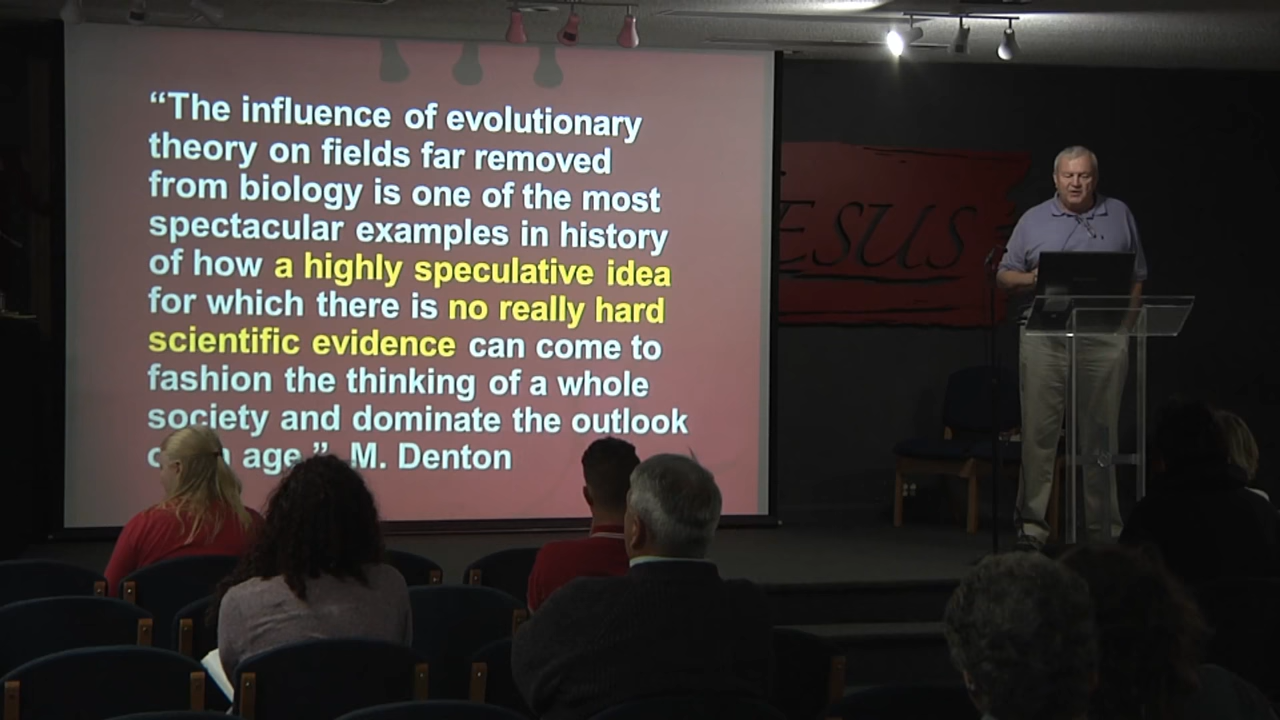 “The influence of evolutionary
theory on fields far removed
from biology is one of the most
spectacular examples in history
of how a highly speculative idea
for which there is no really hard
scientific evidence can come to
fashion the thinking of a whole
society and dominate the outlook
age.” M. Denton
ESUS